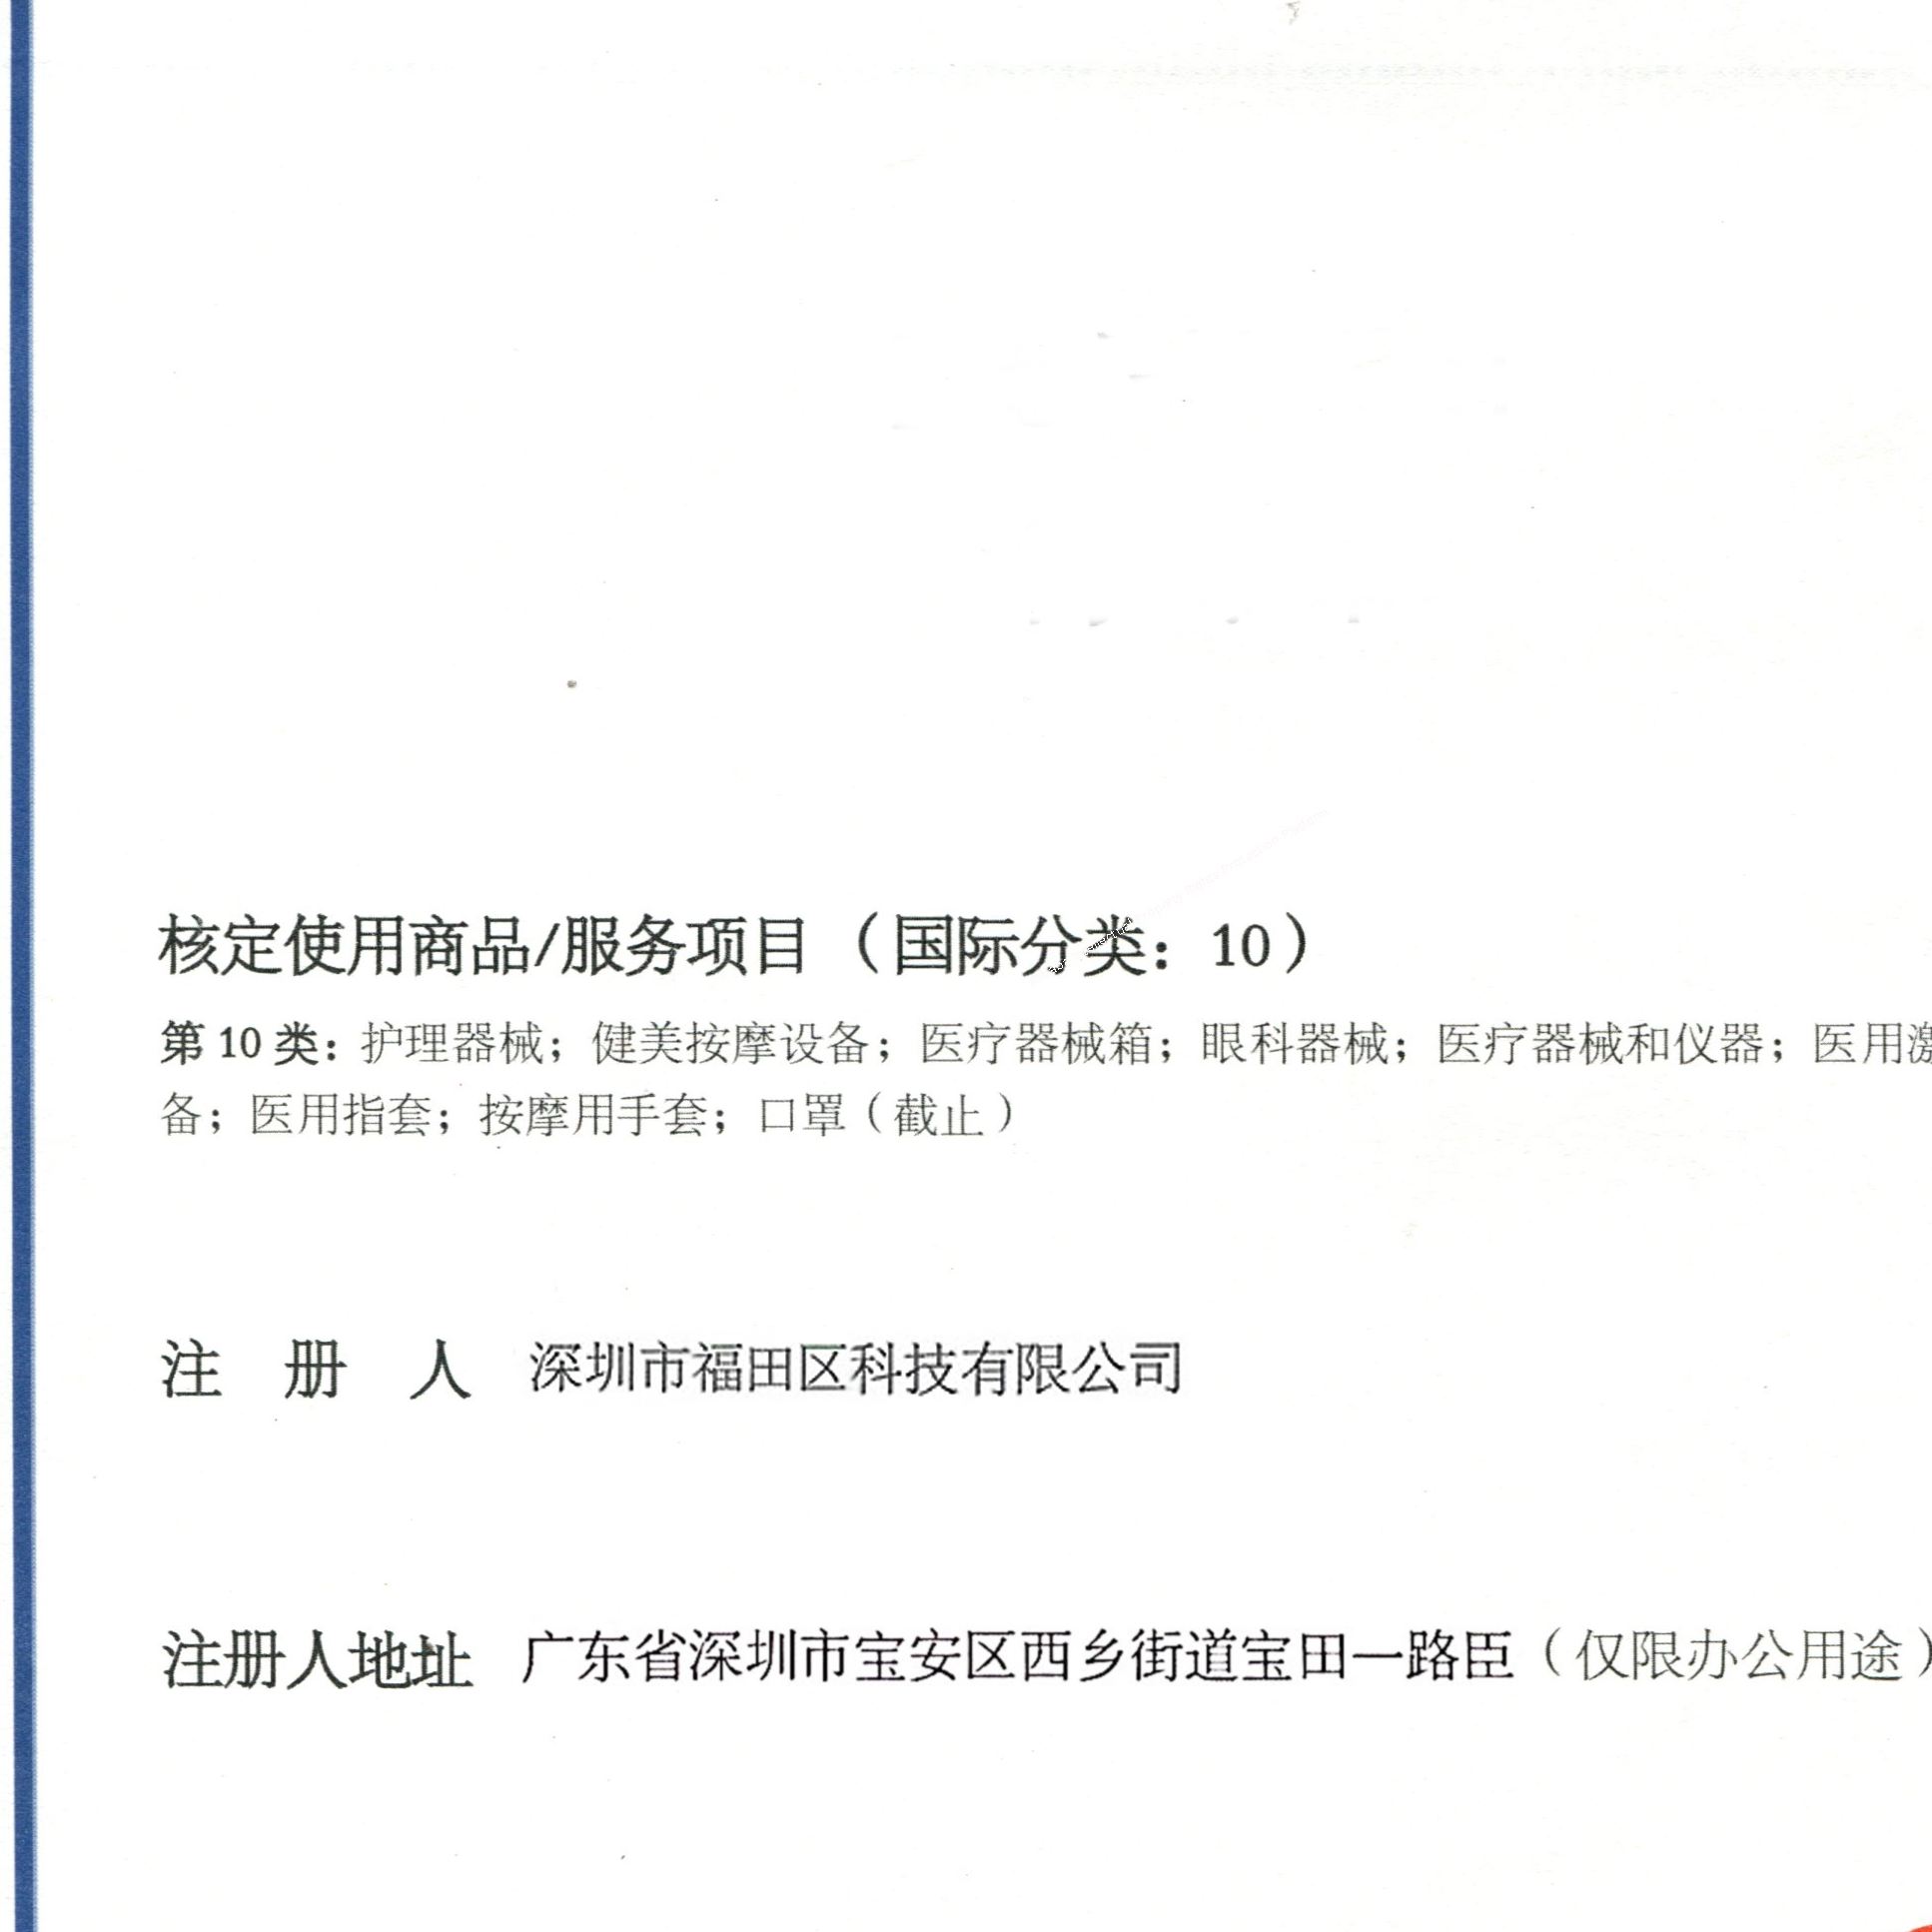 核定使用商品/服务项目（国际分类：10）
第 10 类：护理器械；健美按摩设备；医疗器械箱；眼科器械；医疗器械和仪器；医用激
备；医用指套；按摩用手套；口罩（截止）
注 册 人 深圳市福田区科技有限公司
注册人地址 广东省深圳市宝安区西乡街道宝田一路臣（仅限办公用途）